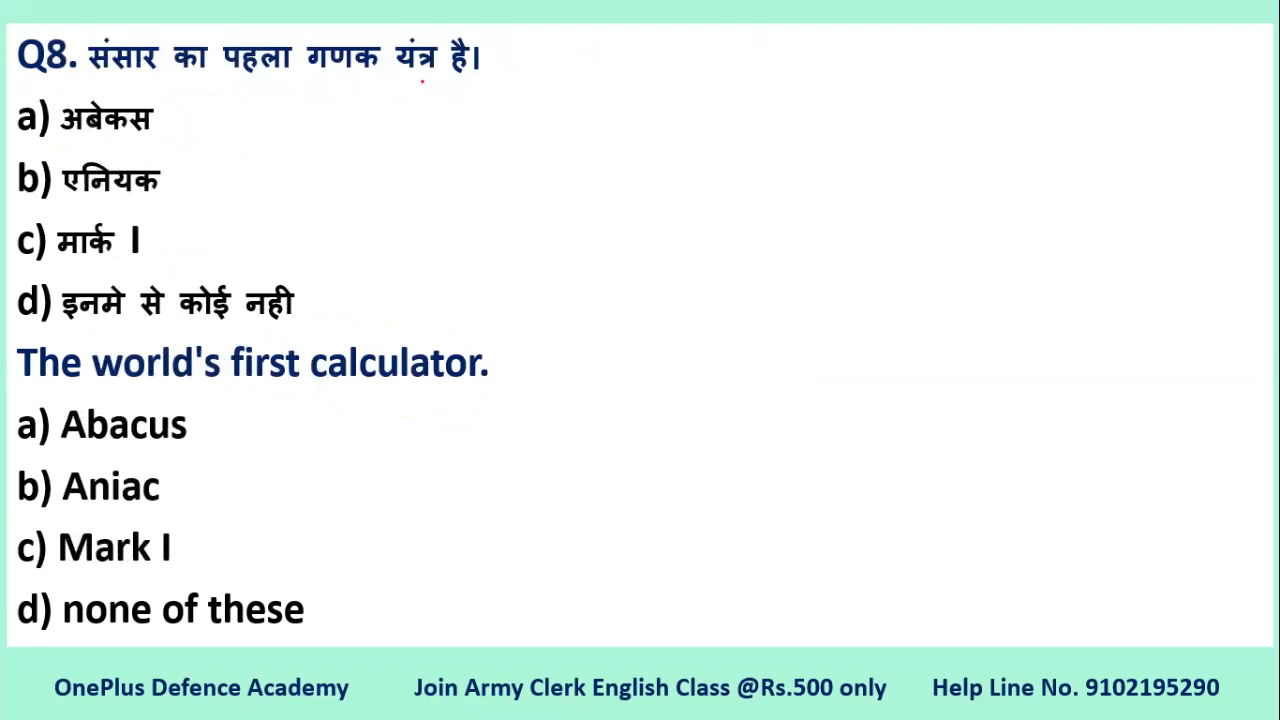 Q8. संसार का पहला गणक यंत्र है।
a) अबेकस
b) एनियक
c) मार्क I
d) इनमे से कोई नही
The world's first calculator.
a) Abacus
b) Aniac
c) Mark I
d) none of these
OnePlus Defence Academy Join Army Clerk English Class @Rs.500 only Help Line No. 9102195290